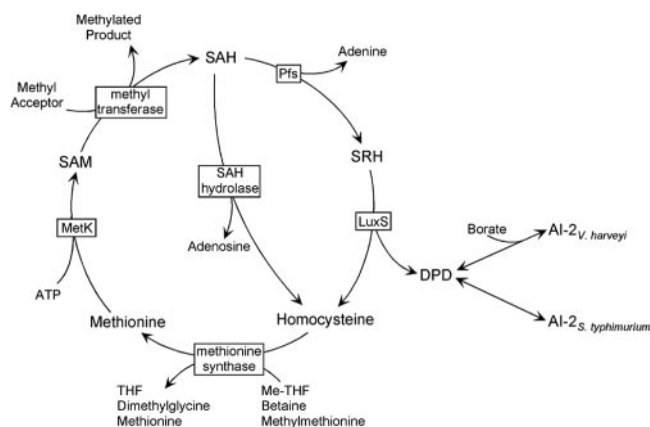 Methylated
Product
SAH
Adenine
Pfs
Methyl
Acceptor
methyl
transferase
SRH
SAM
SAH
hydrolase
MetK
LuxS
Adenosine
Borate
AI-2V. harveyi
DPD
ATP
Methionine
Homocysteine
AI-2S. typhimurium
methionine
synthase
THF
Dimethylglycine
Methionine
Me-THF
Betaine
Methylmethionine